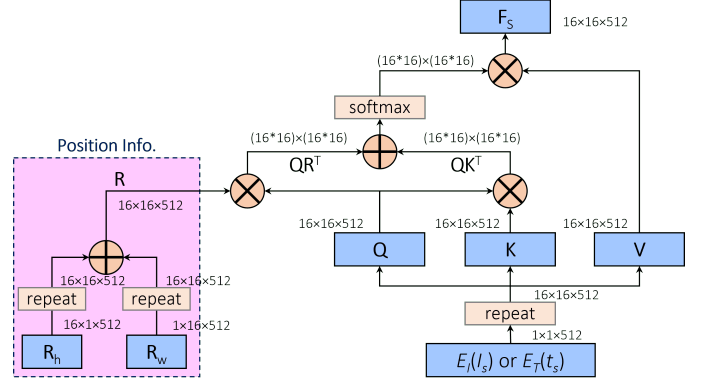 F_S
16×16×512
(16*16)×(16*16)
softmax
(16*16)×(16*16)
(16*16)×(16*16)
QR^T
QK^T
Position Info.
R
16×16×512
16×16×512
16×16×512
16×16×512
Q
K
V
16×16×512
16×16×512
repeat
repeat
16×16×512
repeat
16×1×512
1×16×512
1×1×512
R_h
R_w
E_I(I_s) or E_T(t_s)